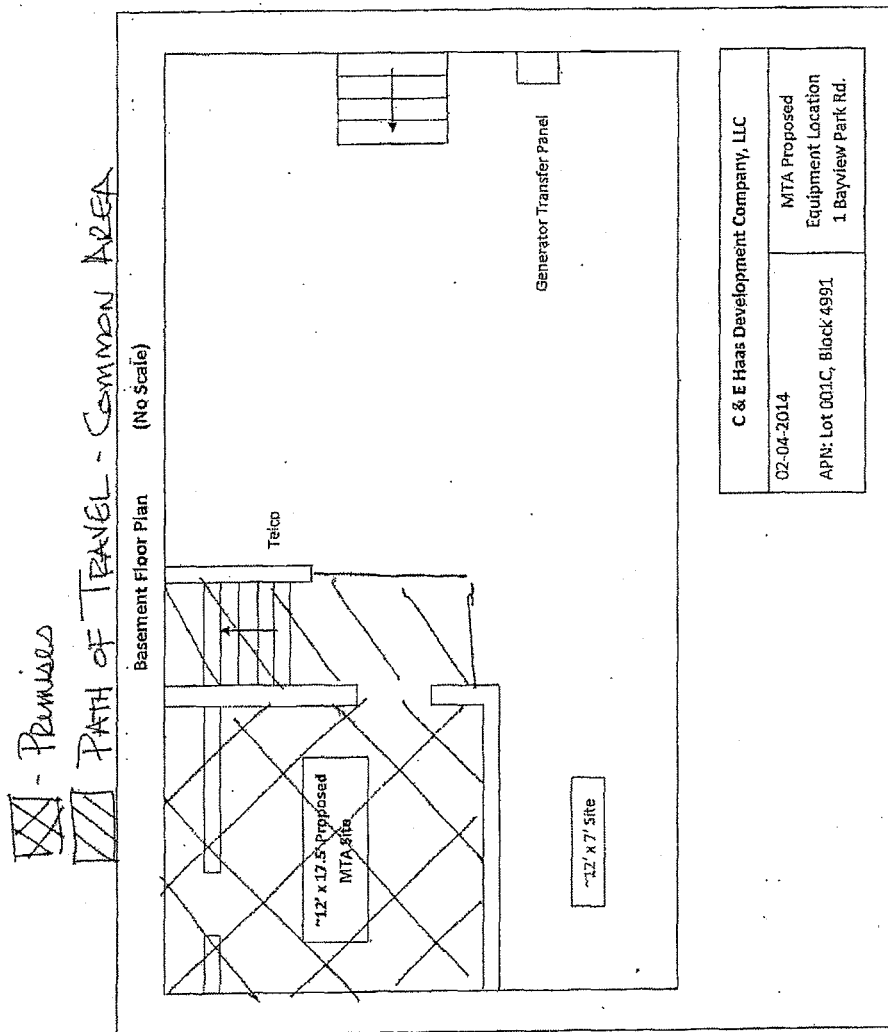 - Premises
PATH OF TRAVEL - COMMON AREA
Basement Floor Plan (No Scale)
Telco
~12' x 17.5' Proposed
MTA Site
~12' x 7' Site
Generator Transfer Panel
C & E Haas Development Company, LLC
02-04-2014
APN: Lot 001C, Block 4991
MTA Proposed
Equipment Location
1 Bayview Park Rd.